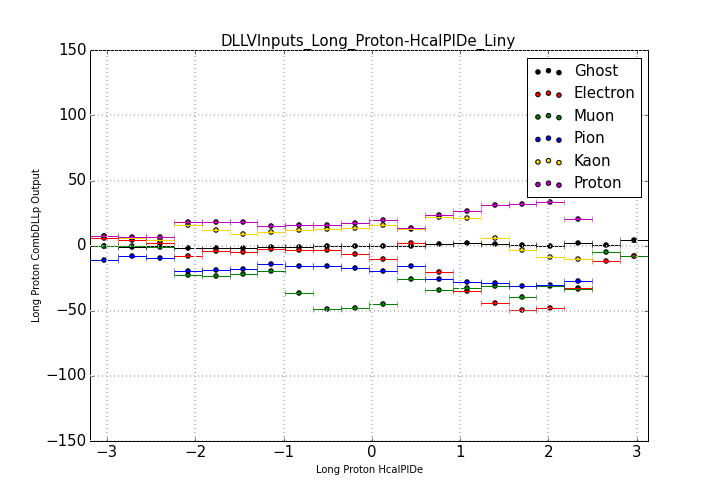 DLLVInputs_Long_Proton-HcalPIDe_Liny
150
100
50
0
−50
−100
−150
Long Proton CombDLLp Output
Ghost
Electron
Muon
Pion
Kaon
Proton
−3 −2 −1 0 1 2 3
Long Proton HcalPIDe